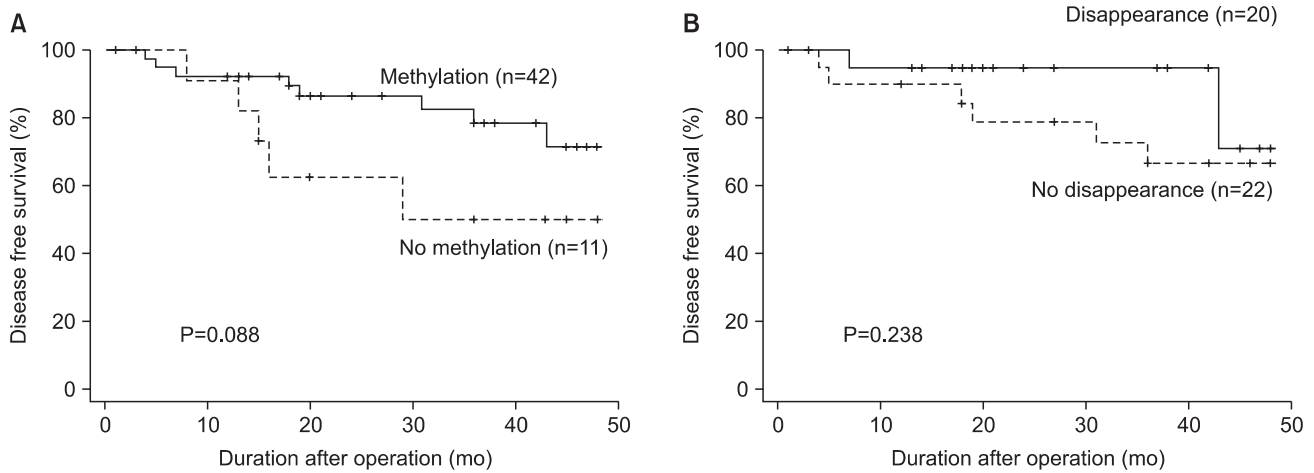 A
100
80
60
40
20
0
Disease free survival (%)
Methylation (n=42)
No methylation (n=11)
P=0.088
0 10 20 30 40 50
Duration after operation (mo)
B
Disappearance (n=20)
100
80
60
40
20
0
Disease free survival (%)
No disappearance (n=22)
P=0.238
0 10 20 30 40 50
Duration after operation (mo)